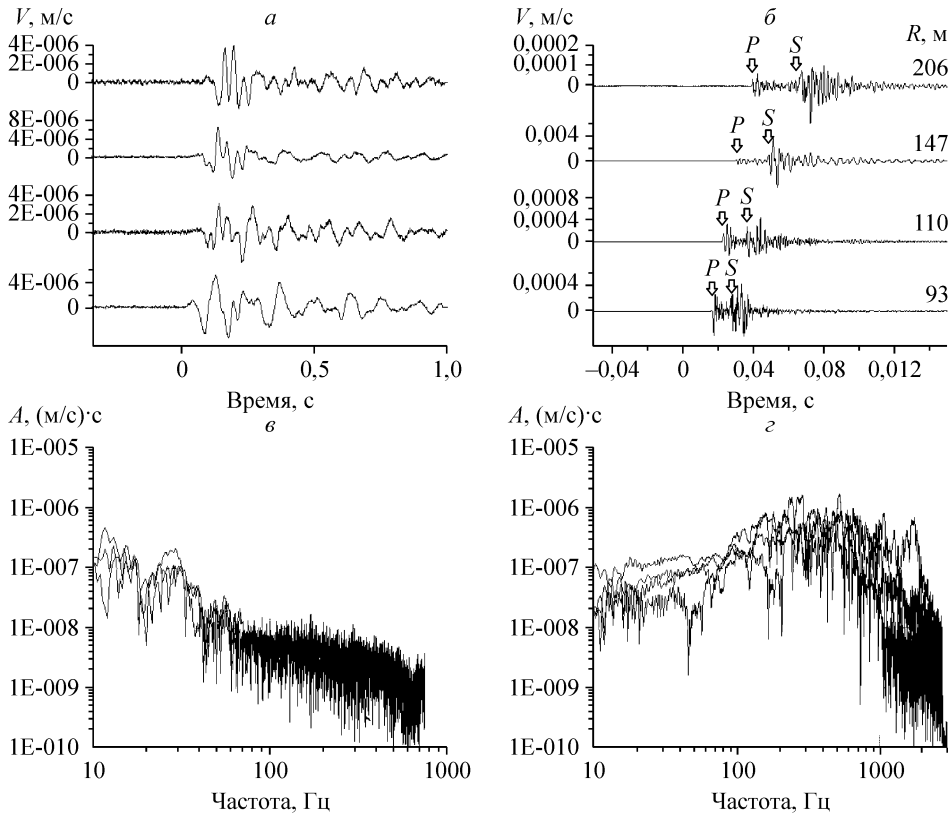 V, м/с
а
4E-006
2E-006
0
8E-006
4E-006
0
4E-006
2E-006
0
4E-006
0
0
0,5
1,0
Время, с
V, м/с
б
R, м
0,0002
0,0001
0
P
S
206
0,004
0
P
S
147
0,0008
0,0004
0
P
S
110
0,0004
0
P
S
93
–0,04
0
0,04
0,08
0,012
Время, с
A, (м/с)·с
в
1E-005
1E-006
1E-007
1E-008
1E-009
1E-010
10
100
1000
Частота, Гц
A, (м/с)·с
г
1E-005
1E-006
1E-007
1E-008
1E-009
1E-010
10
100
1000
Частота, Гц